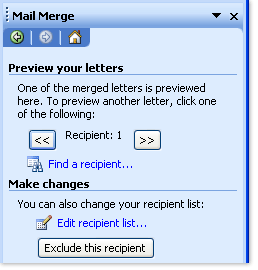 Mail Merge
Preview your letters
One of the merged letters is previewed
here. To preview another letter, click one
of the following:
<< Recipient: 1 >>
Find a recipient...
Make changes
You can also change your recipient list:
Edit recipient list...
Exclude this recipient